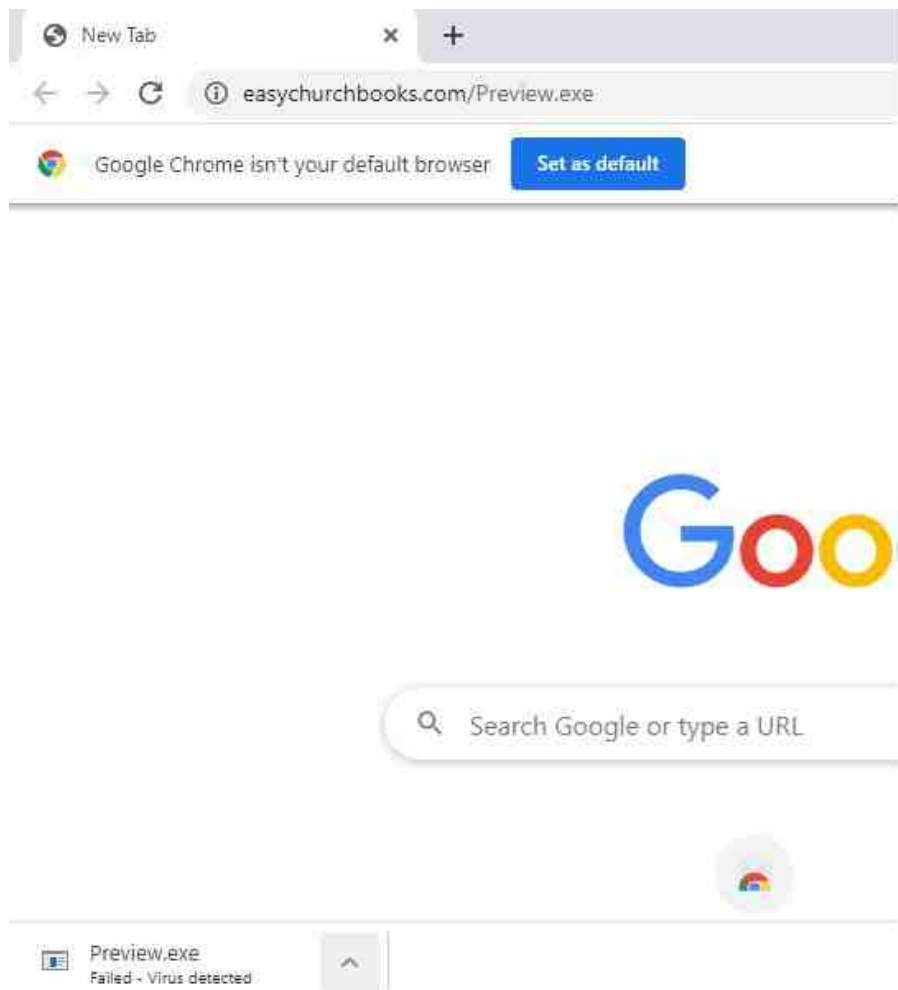 New Tab
easychurchbooks.com/Preview.exe
Google Chrome isn't your default browser
Set as default
Search Google or type a URL
Preview.exe
Failed - Virus detected